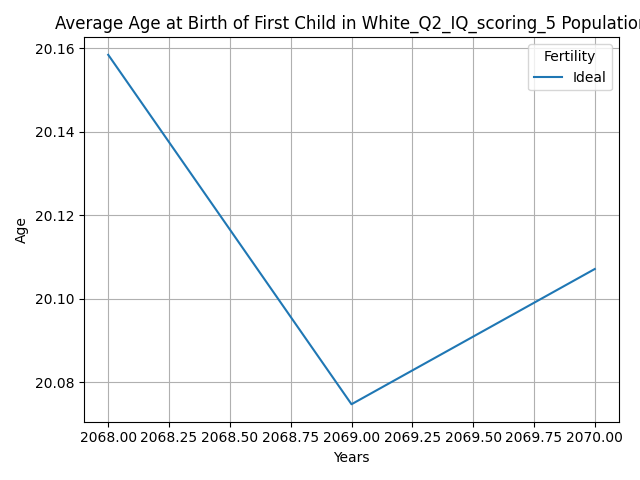 Average Age at Birth of First Child in White_Q2_IQ_scoring_5 Population
20.16
20.14
20.12
20.10
20.08
Age
Fertility
Ideal
2068.00 2068.25 2068.50 2068.75 2069.00 2069.25 2069.50 2069.75 2070.00
Years